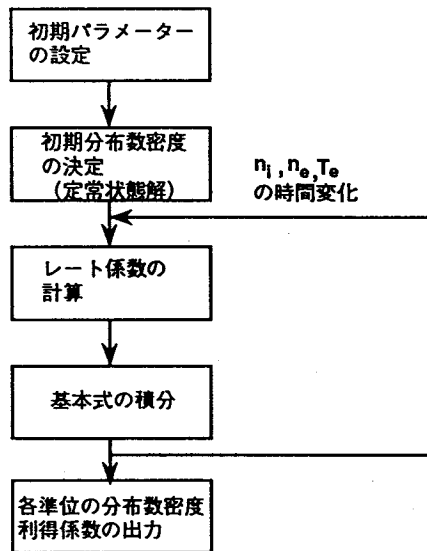 初期パラメーター
の設定
初期分布数密度
の決定
（定常状態解）
nᵢ,nₑ,Tₑ
の時間変化
レート係数の
計算
基本式の積分
各準位の分布数密度
利得係数の出力